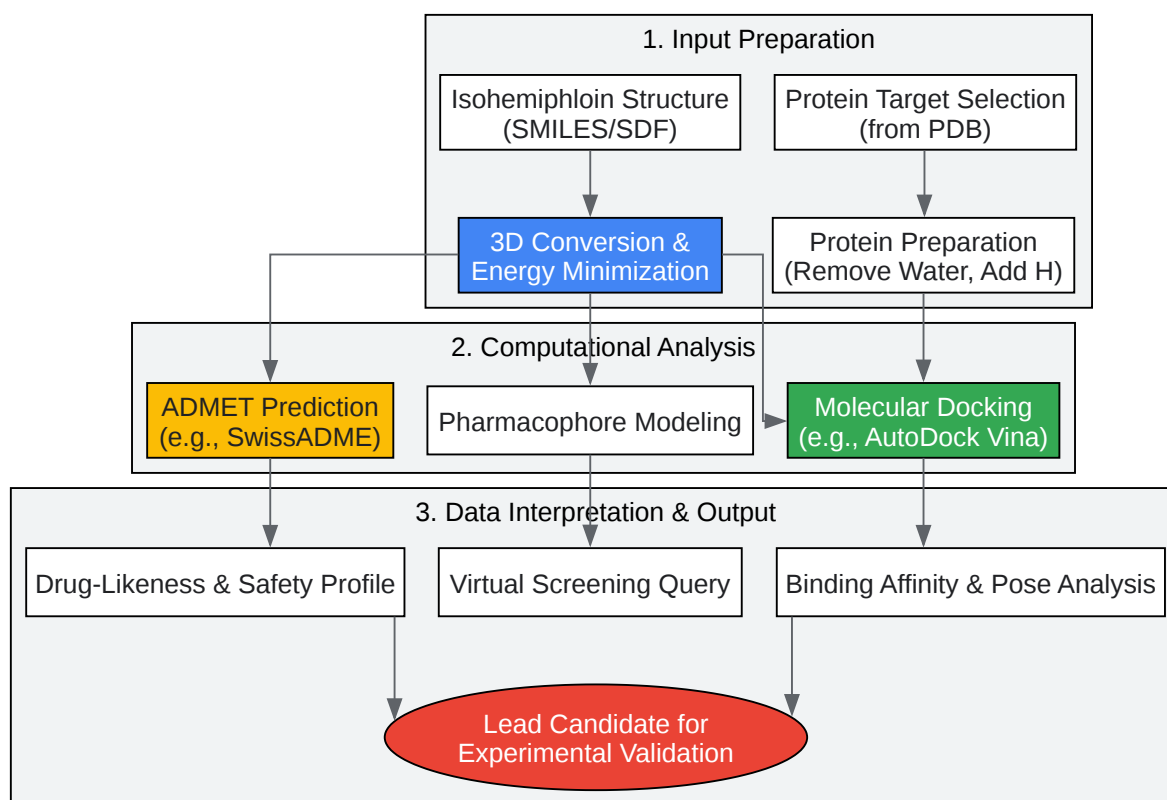 1. Input Preparation
Isohemiphloin Structure
(SMILES/SDF)
Protein Target Selection
(from PDB)
3D Conversion &
Energy Minimization
Protein Preparation
(Remove Water, Add H)
2. Computational Analysis
ADMET Prediction
(e.g., SwissADME)
Pharmacophore Modeling
Molecular Docking
(e.g., AutoDock Vina)
3. Data Interpretation & Output
Drug-Likeness & Safety Profile
Virtual Screening Query
Binding Affinity & Pose Analysis
Lead Candidate for
Experimental Validation